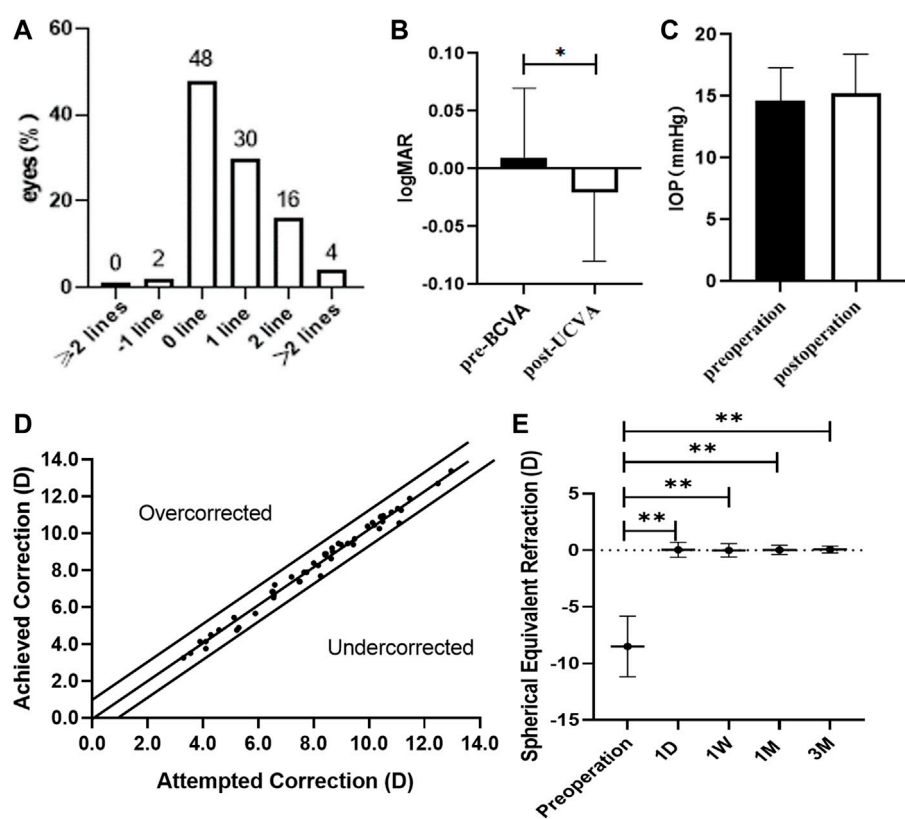 A
60
40
20
0
eyes (%)
0
2
48
30
16
4
⩾2 lines
-1 line
0 line
1 line
2 line
>2 lines
B
0.10
0.05
0.00
-0.05
-0.10
logMAR
*
pre-BCVA
post-UCVA
C
20
15
10
5
0
IOP (mmHg)
preoperation
postoperation
D
14.0
12.0
10.0
8.0
6.0
4.0
2.0
0.0
Achieved Correction (D)
Overcorrected
Undercorrected
0.0 2.0 4.0 6.0 8.0 10.0 12.0 14.0
Attempted Correction (D)
E
**
**
**
**
5
0
-5
-10
-15
Spherical Equivalent Refraction (D)
Preoperation
1D
1W
1M
3M